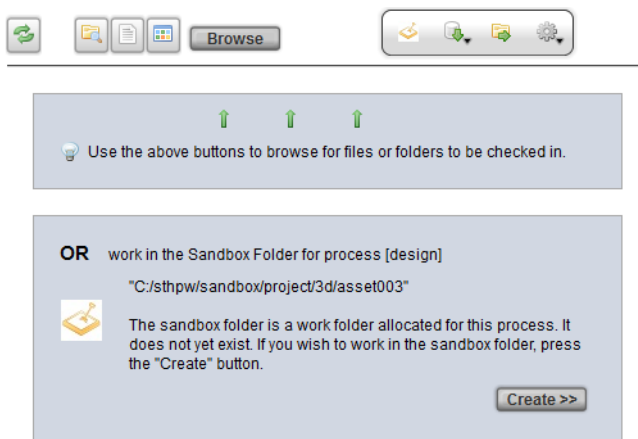 Browse
Use the above buttons to browse for files or folders to be checked in.
OR work in the Sandbox Folder for process [design]
"C:/sthpw/sandbox/project/3d/asset003"
The sandbox folder is a work folder allocated for this process. It
does not yet exist. If you wish to work in the sandbox folder, press
the "Create" button.
Create >>